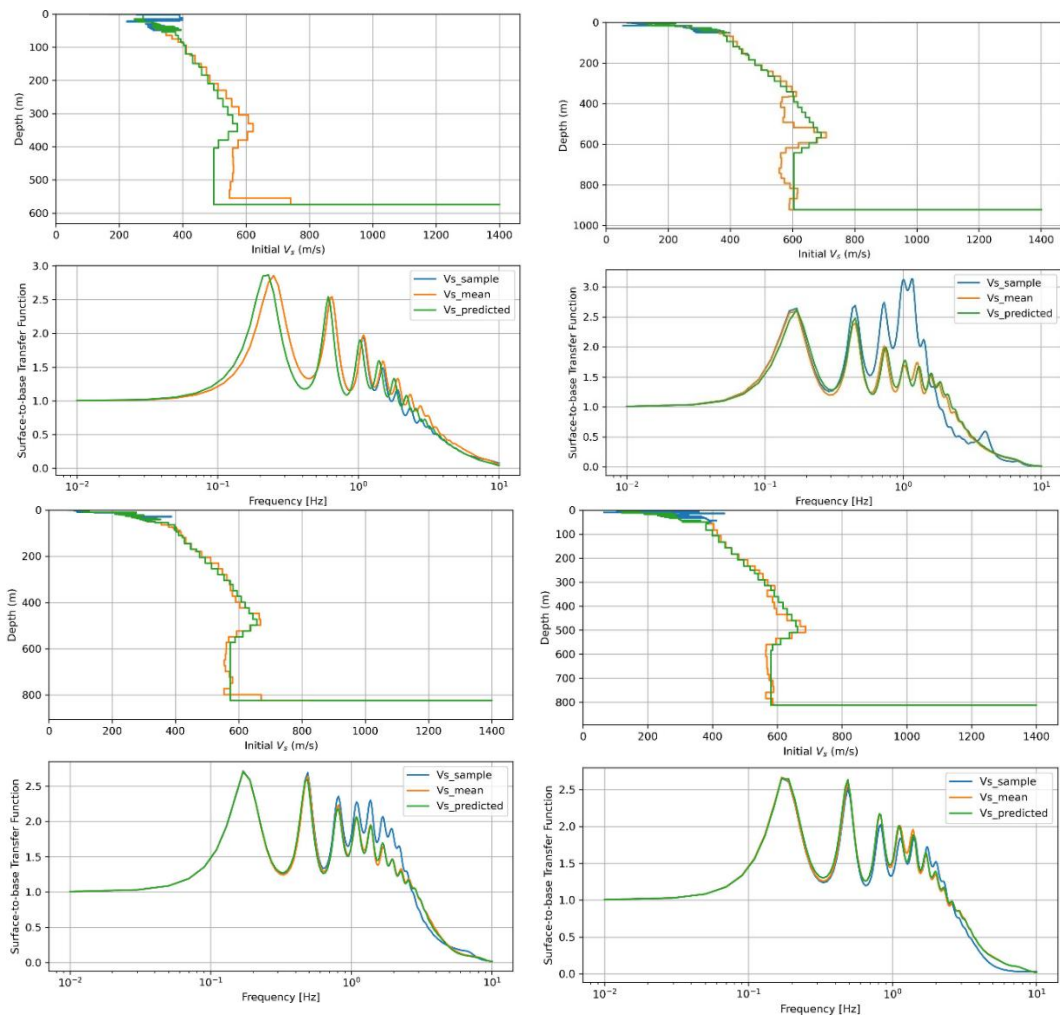 0
100
200
300
400
500
600
Depth (m)
0 200 400 600 800 1000 1200 1400
Initial Vs (m/s)
0
200
400
600
800
1000
Depth (m)
0 200 400 600 800 1000 1200 1400
Initial Vs (m/s)
3.0
2.5
2.0
1.5
1.0
0.5
0.0
Surface-to-base Transfer Function
Vs_sample
Vs_mean
Vs_predicted
10⁻² 10⁻¹ 10⁰ 10¹
Frequency [Hz]
3.0
2.5
2.0
1.5
1.0
0.5
0.0
Surface-to-base Transfer Function
Vs_sample
Vs_mean
Vs_predicted
10⁻² 10⁻¹ 10⁰ 10¹
Frequency [Hz]
0
200
400
600
800
Depth (m)
0 200 400 600 800 1000 1200 1400
Initial Vs (m/s)
0
100
200
300
400
500
600
700
800
Depth (m)
0 200 400 600 800 1000 1200 1400
Initial Vs (m/s)
2.5
2.0
1.5
1.0
0.5
0.0
Surface-to-base Transfer Function
Vs_sample
Vs_mean
Vs_predicted
10⁻² 10⁻¹ 10⁰ 10¹
Frequency [Hz]
2.5
2.0
1.5
1.0
0.5
0.0
Surface-to-base Transfer Function
Vs_sample
Vs_mean
Vs_predicted
10⁻² 10⁻¹ 10⁰ 10¹
Frequency [Hz]